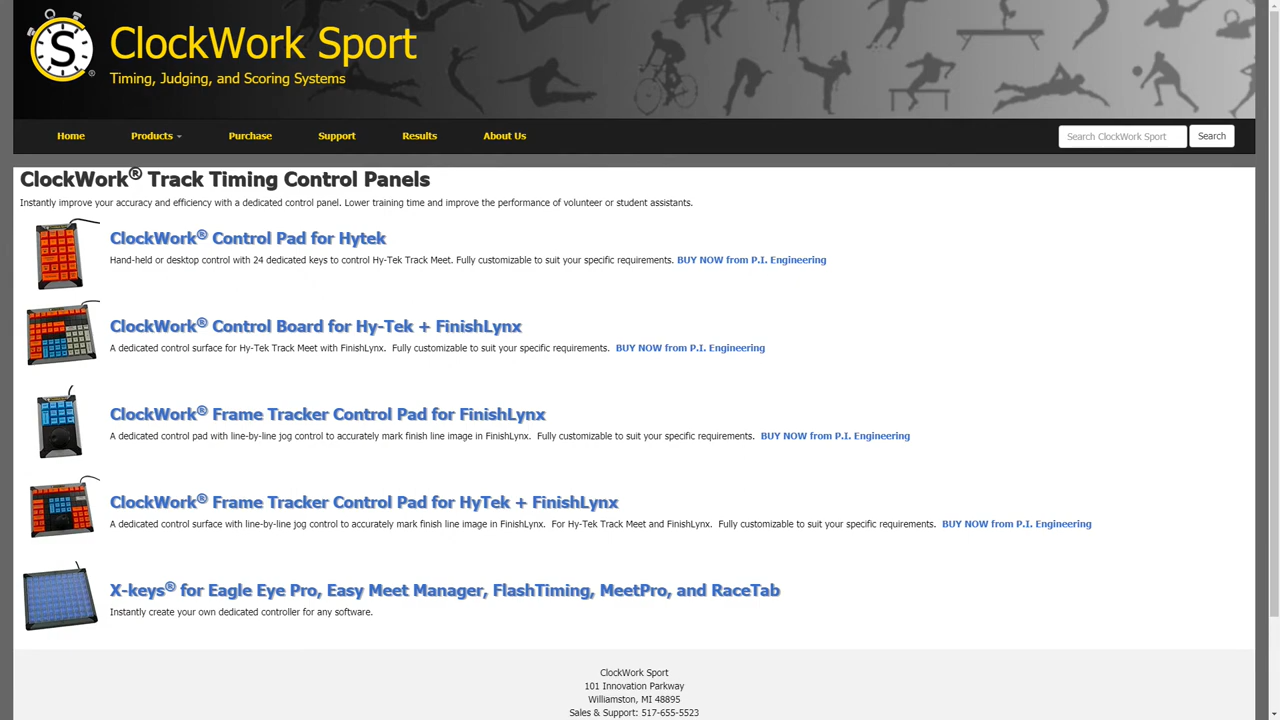 S
ClockWork Sport
Timing, Judging, and Scoring Systems
®
Home Products Purchase Support Results About Us Search ClockWork Sport Search
ClockWork® Track Timing Control Panels
Instantly improve your accuracy and efficiency with a dedicated control panel. Lower training time and improve the performance of volunteer or student assistants.
ClockWork® Control Pad for Hytek
Hand-held or desktop control with 24 dedicated keys to control Hy-Tek Track Meet. Fully customizable to suit your specific requirements. BUY NOW from P.I. Engineering
ClockWork® Control Board for Hy-Tek + FinishLynx
A dedicated control surface for Hy-Tek Track Meet with FinishLynx. Fully customizable to suit your specific requirements. BUY NOW from P.I. Engineering
ClockWork® Frame Tracker Control Pad for FinishLynx
A dedicated control pad with line-by-line jog control to accurately mark finish line image in FinishLynx. Fully customizable to suit your specific requirements. BUY NOW from P.I. Engineering
ClockWork® Frame Tracker Control Pad for HyTek + FinishLynx
A dedicated control surface with line-by-line jog control to accurately mark finish line image in FinishLynx. For Hy-Tek Track Meet and FinishLynx. Fully customizable to suit your specific requirements. BUY NOW from P.I. Engineering
X-keys® for Eagle Eye Pro, Easy Meet Manager, FlashTiming, MeetPro, and RaceTab
Instantly create your own dedicated controller for any software.
ClockWork Sport
101 Innovation Parkway
Williamston, MI 48895
Sales & Support: 517-655-5523